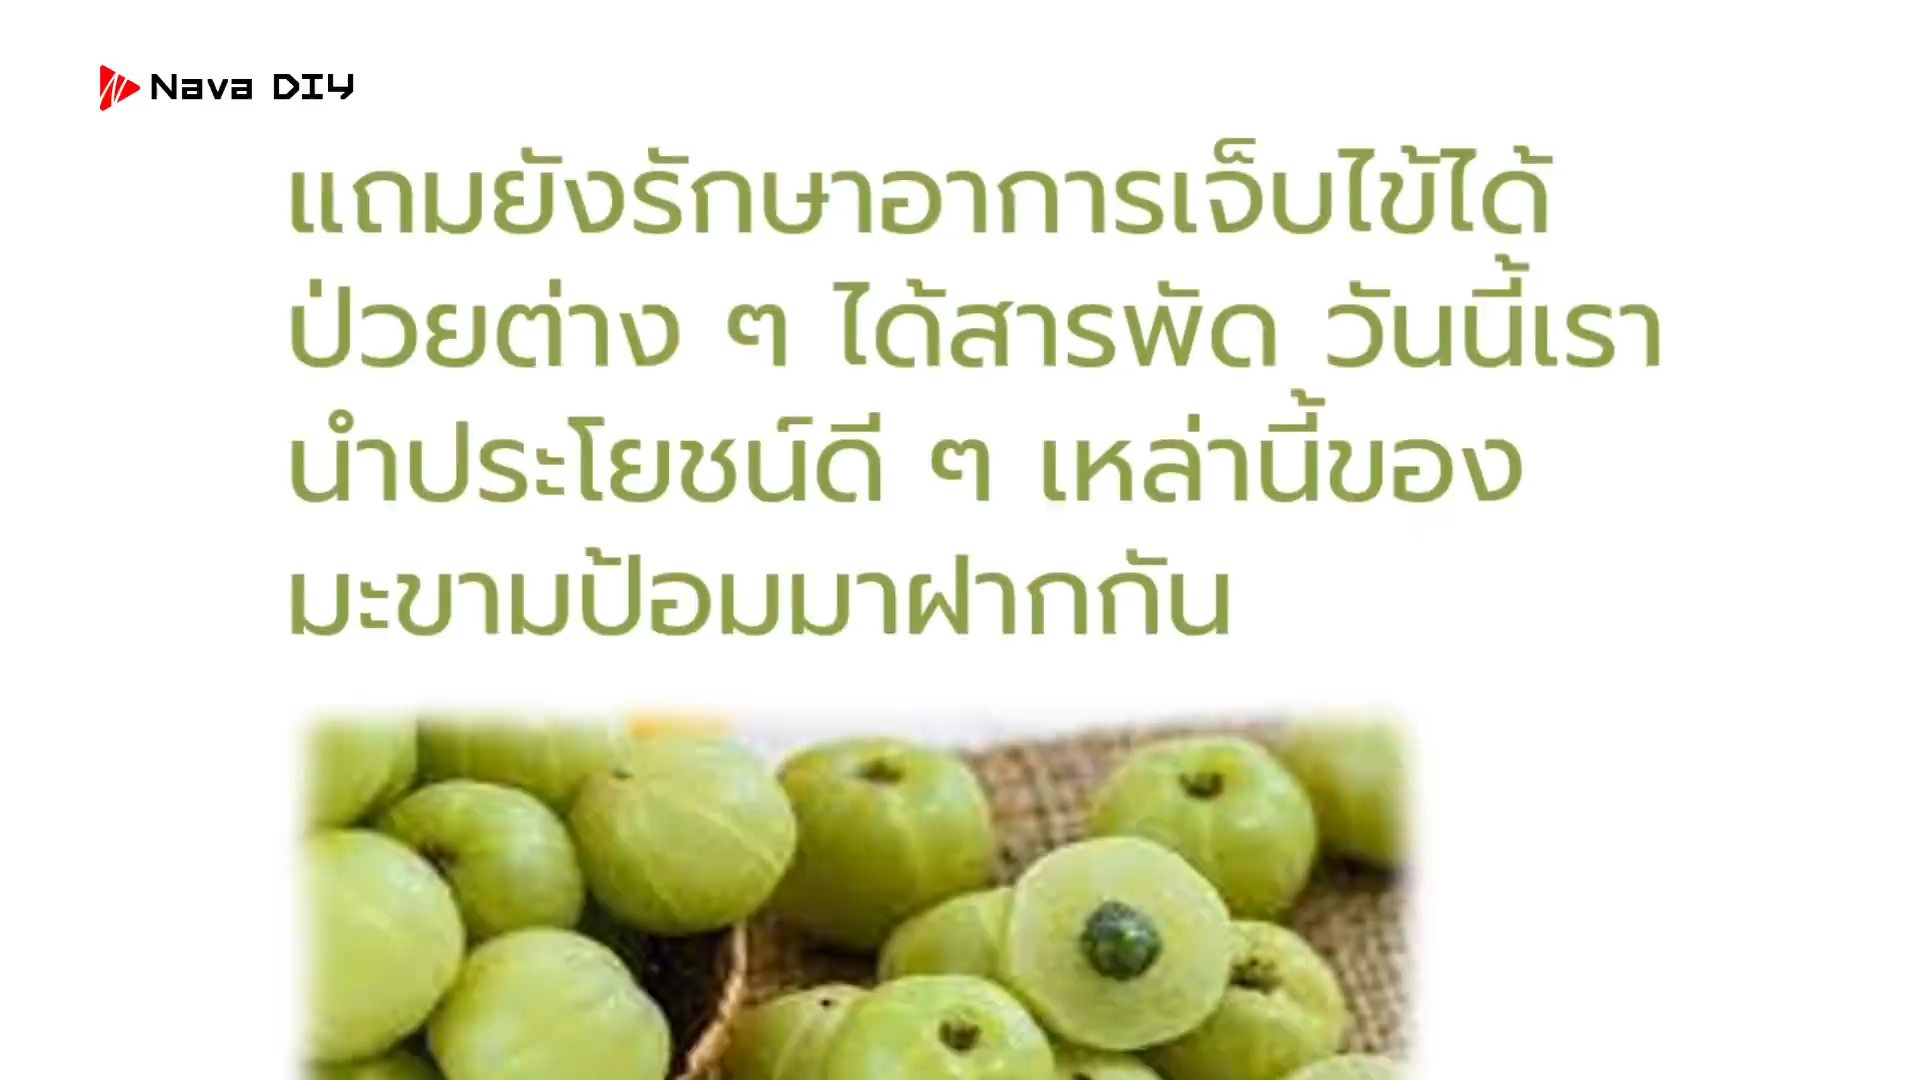 Nava DIY
แถมยังรักษาอาการเจ็บไข้ได้
ป่วยต่าง ๆ ได้สารพัด วันนี้เรา
นำประโยชน์ดี ๆ เหล่านี้ของ
มะขามป้อมมาฝากกัน